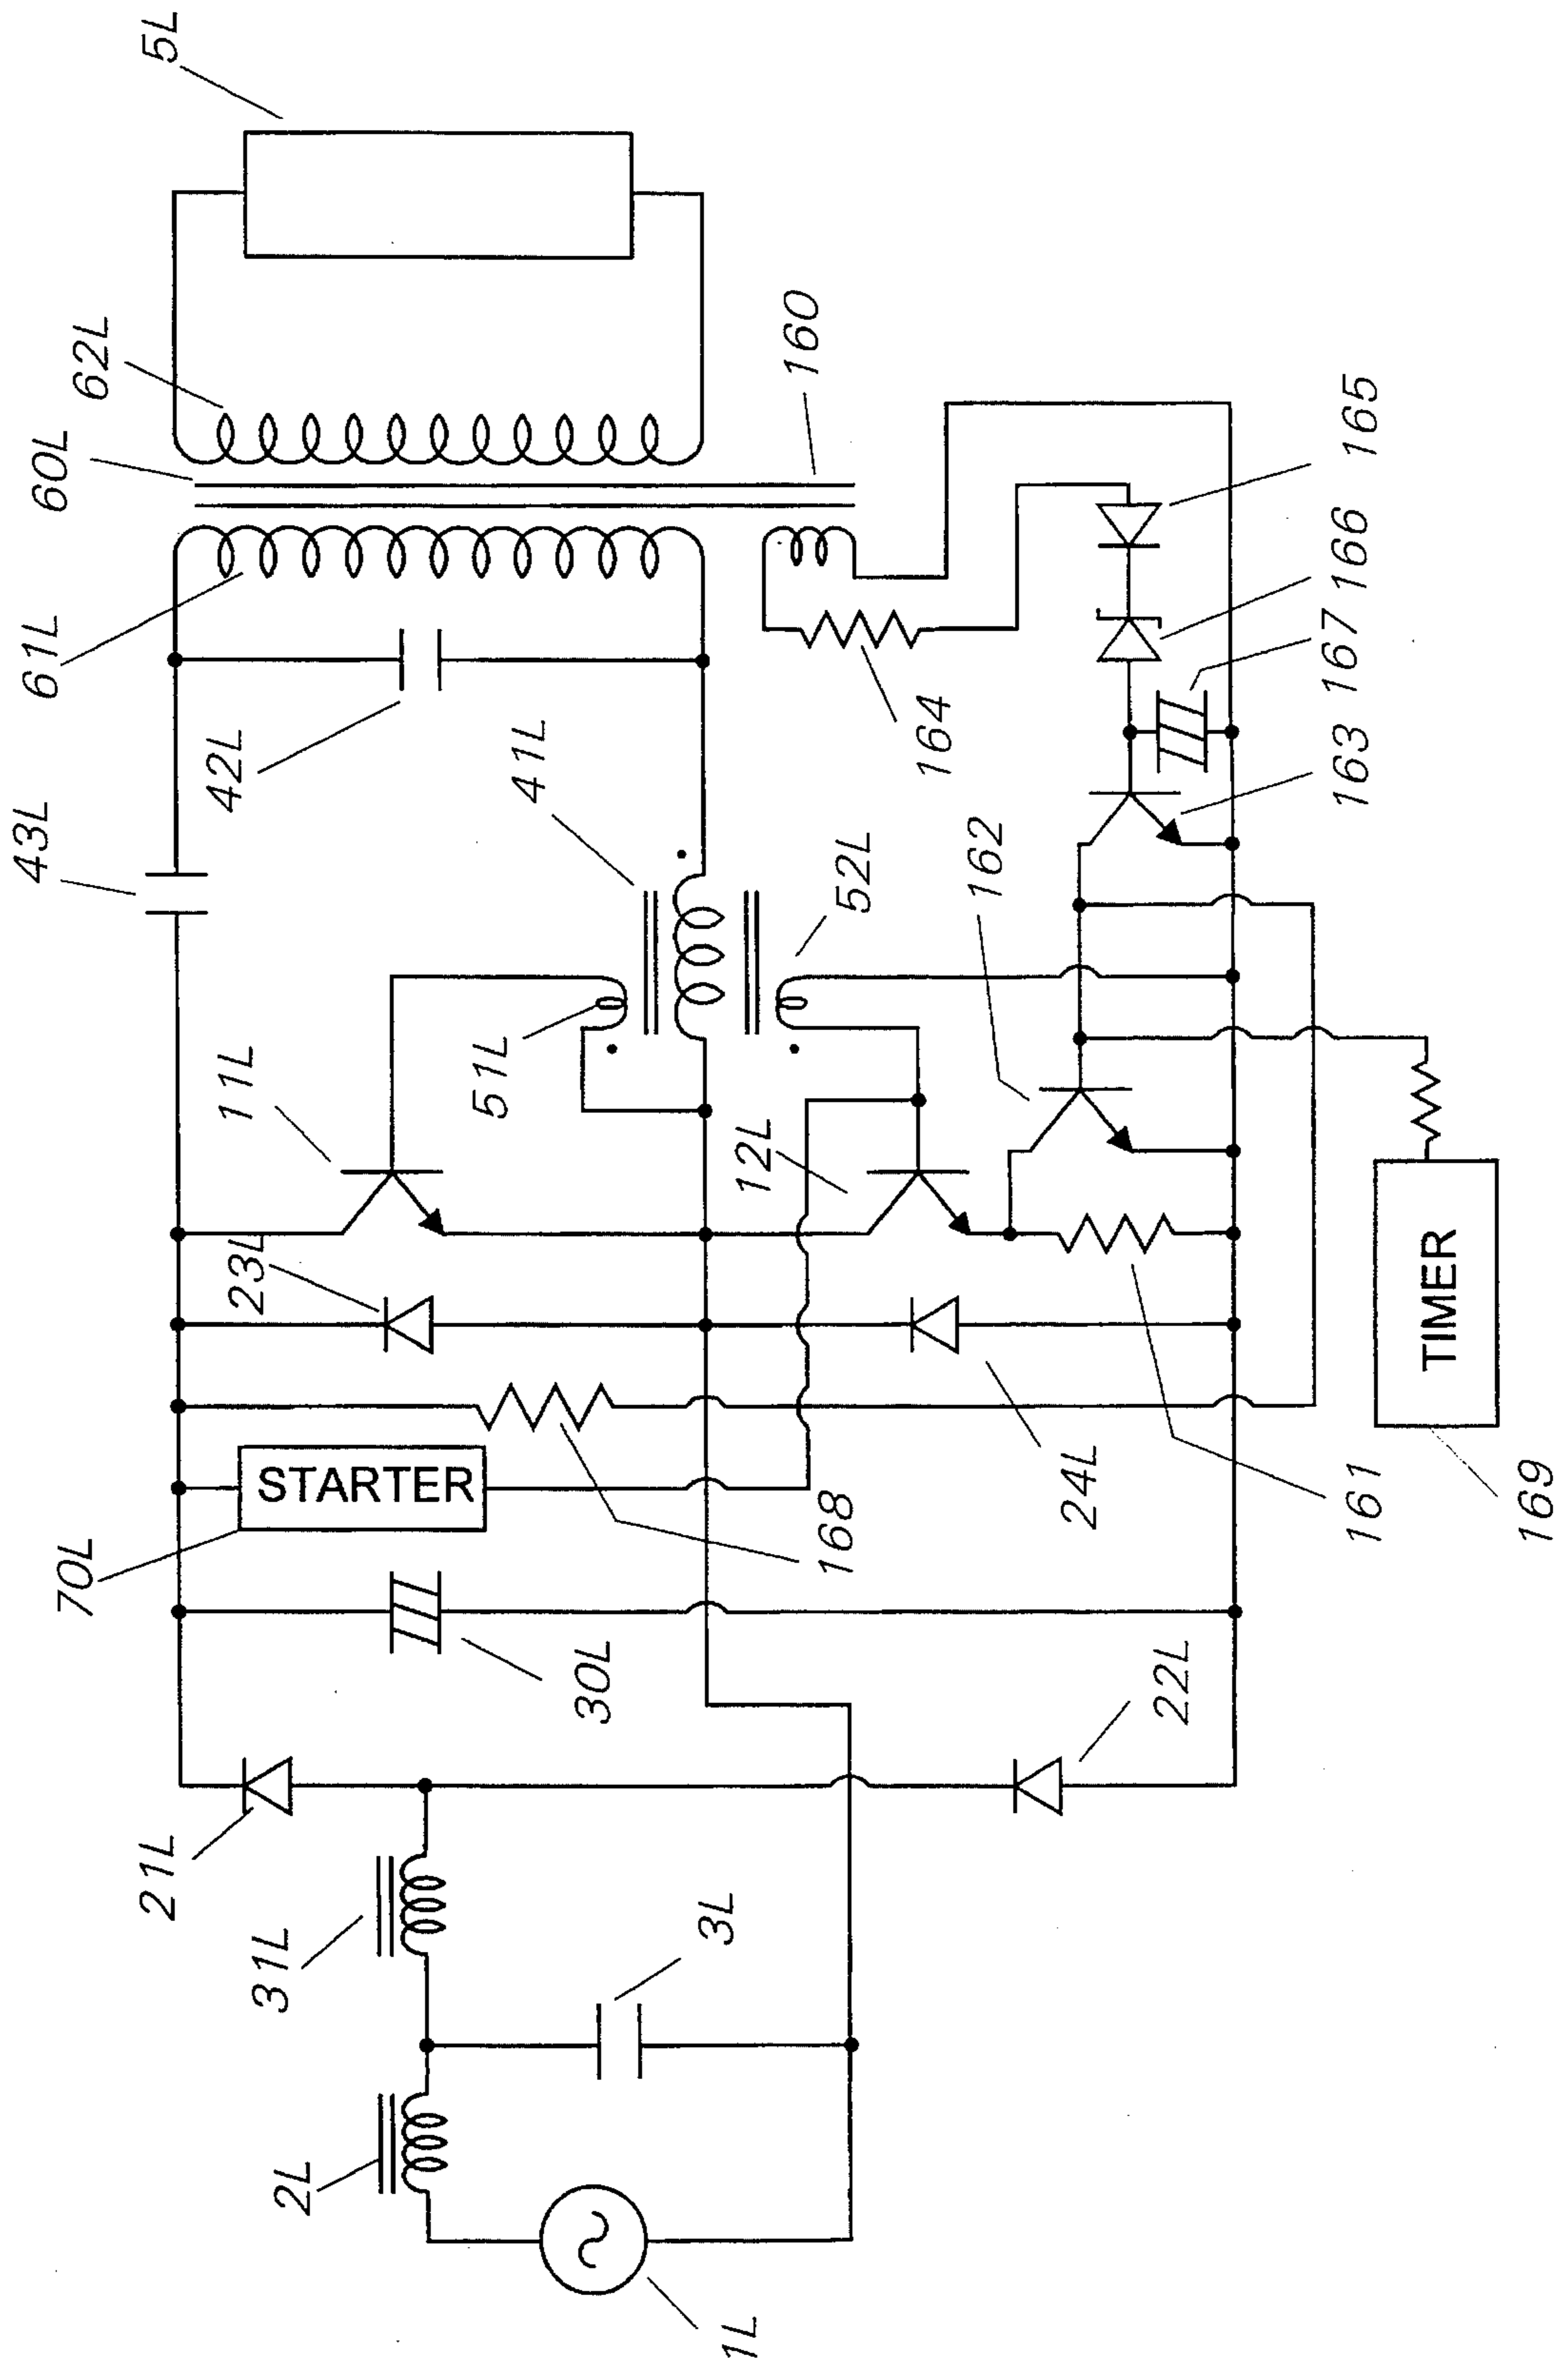 5L
62L
60L
160
61L
165
166
167
163
164
42L
41L
43L
52L
162
51L
11L
12L
23L
TIMER
STARTER
24L
161
168
169
70L
30L
22L
21L
31L
3L
2L
1L